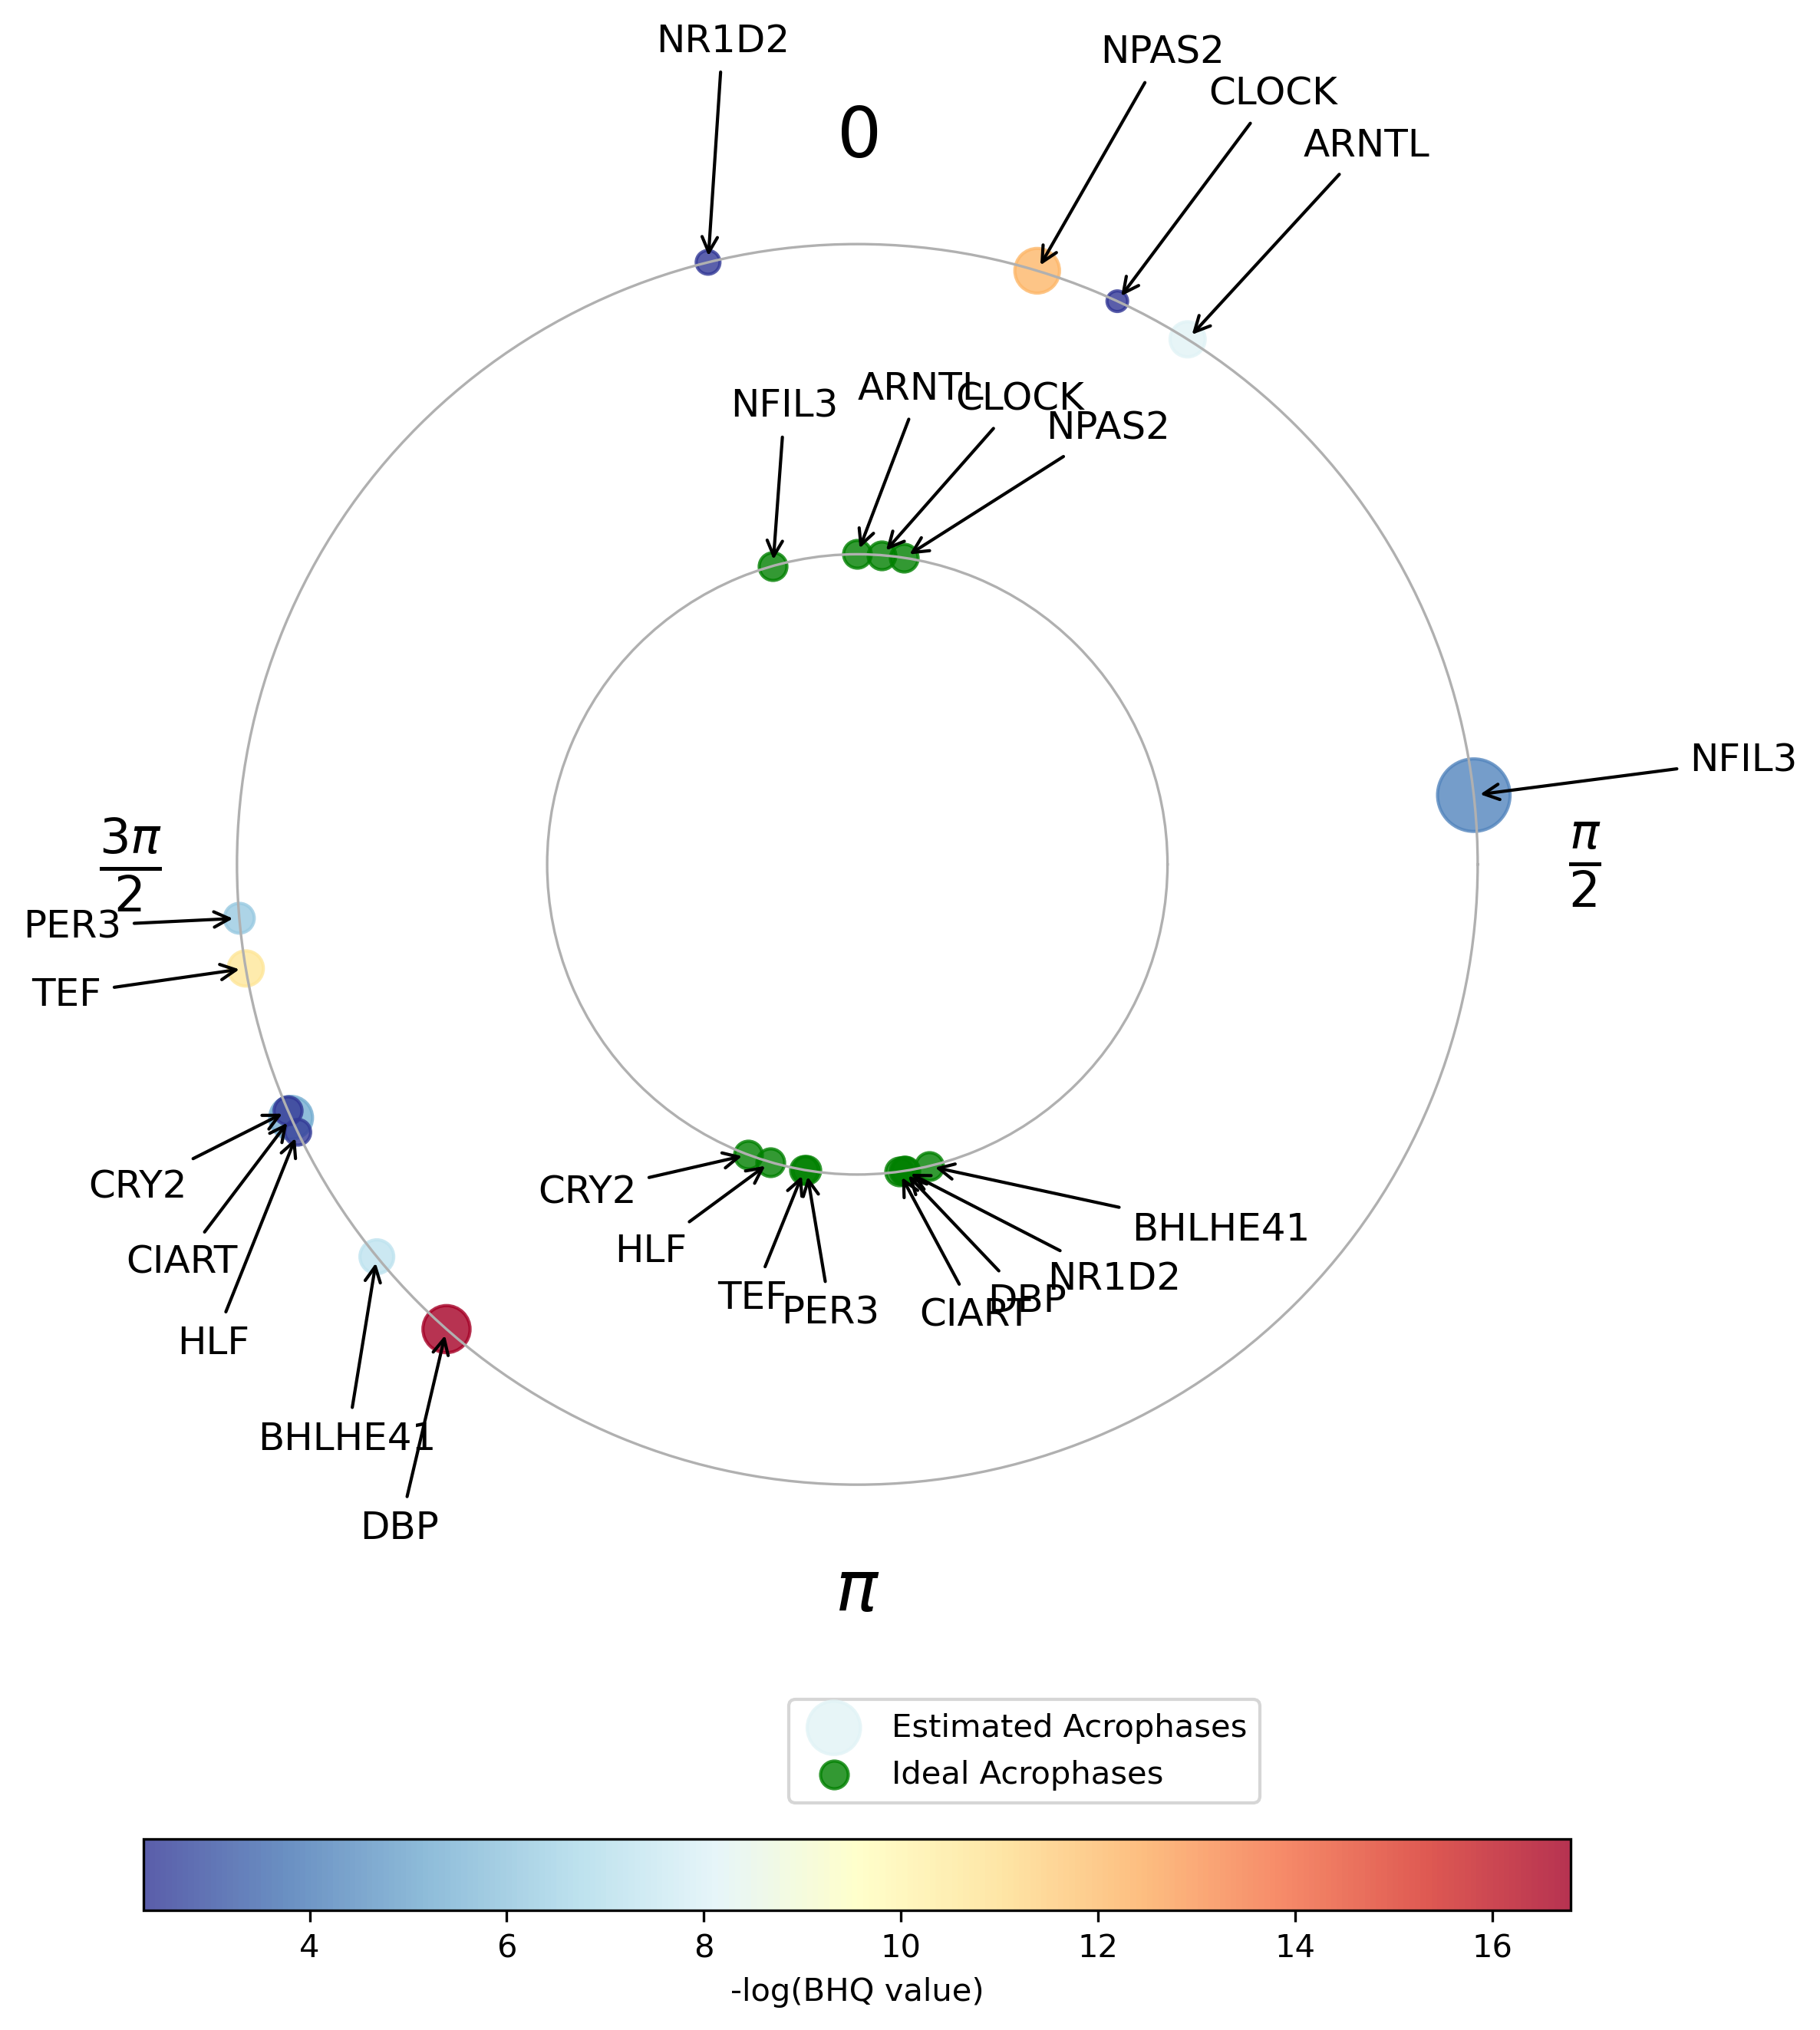 NR1D2
NPAS2
CLOCK
ARNTL
0
NFIL3
ARNTL
CLOCK
NPAS2
NFIL3
3π
2
π
2
PER3
TEF
CRY2
CIART
HLF
BHLHE41
DBP
CRY2
HLF
TEF
PER3
CIART
DBP
NR1D2
BHLHE41
π
Estimated Acrophases
Ideal Acrophases
4 6 8 10 12 14 16
-log(BHQ value)